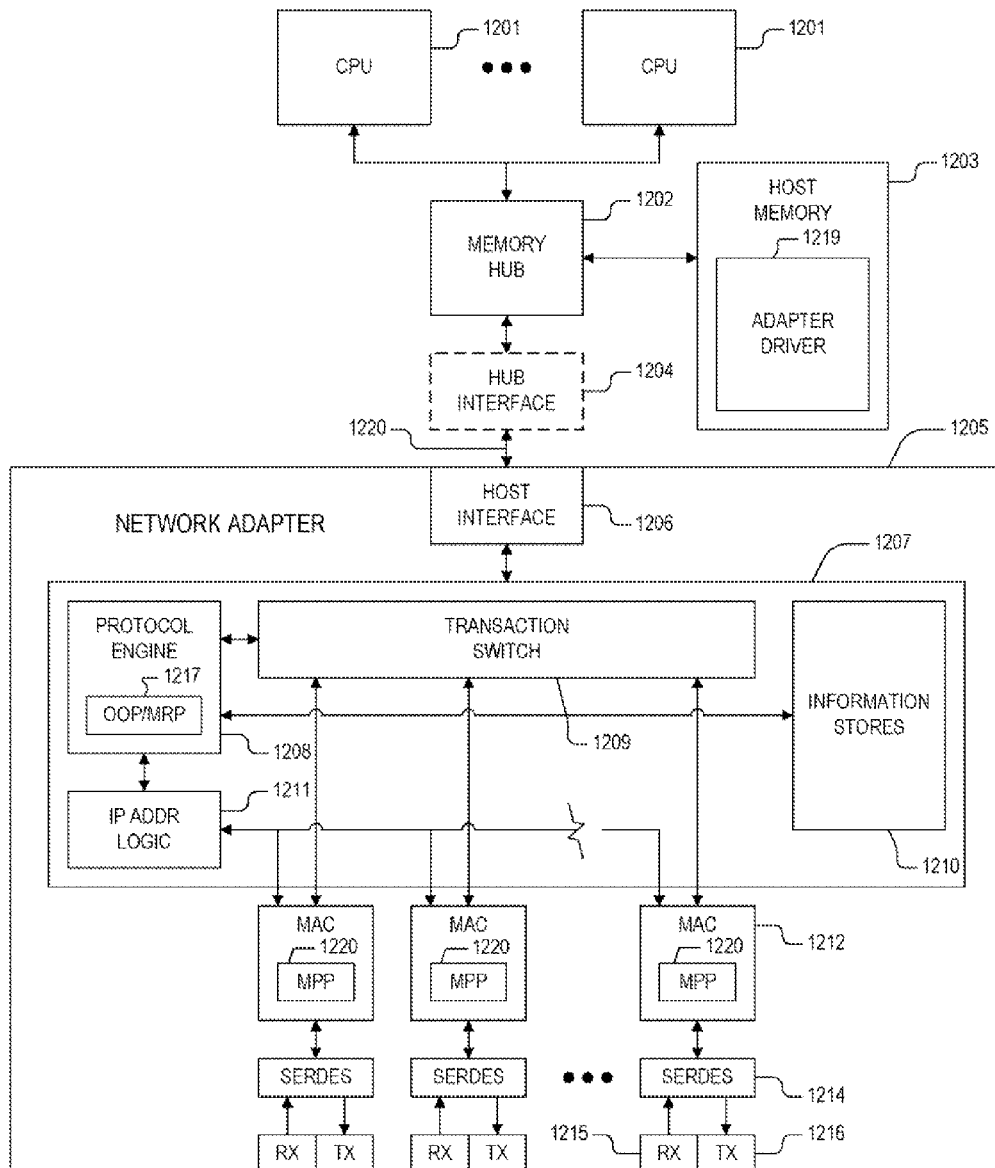 1201
1201
CPU
CPU
1203
1202
HOST
MEMORY
1219
MEMORY
HUB
ADAPTER
DRIVER
1204
HUB
INTERFACE
1220
1205
HOST
INTERFACE
1206
NETWORK ADAPTER
1207
PROTOCOL
ENGINE
TRANSACTION
SWITCH
1217
OOP/MRP
INFORMATION
STORES
1208
1209
1211
IP ADDR
LOGIC
1210
MAC
MAC
MAC
1212
1220
1220
1220
MPP
MPP
MPP
SERDES
SERDES
SERDES
1214
RX
TX
RX
TX
1215
RX
TX
1216